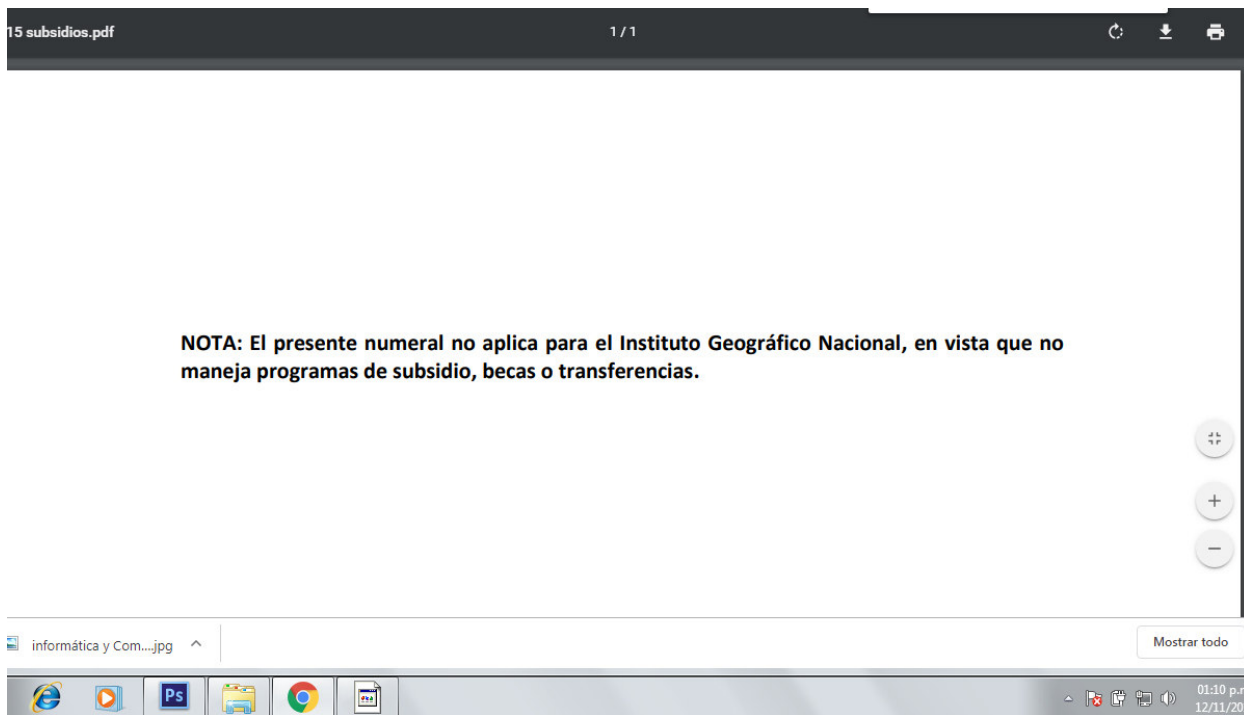 15 subsidios.pdf
1 / 1
NOTA: El presente numeral no aplica para el Instituto Geográfico Nacional, en vista que no
maneja programas de subsidio, becas o transferencias.
informática y Com....jpg
Mostrar todo
Ps
01:10 p.r
12/11/20